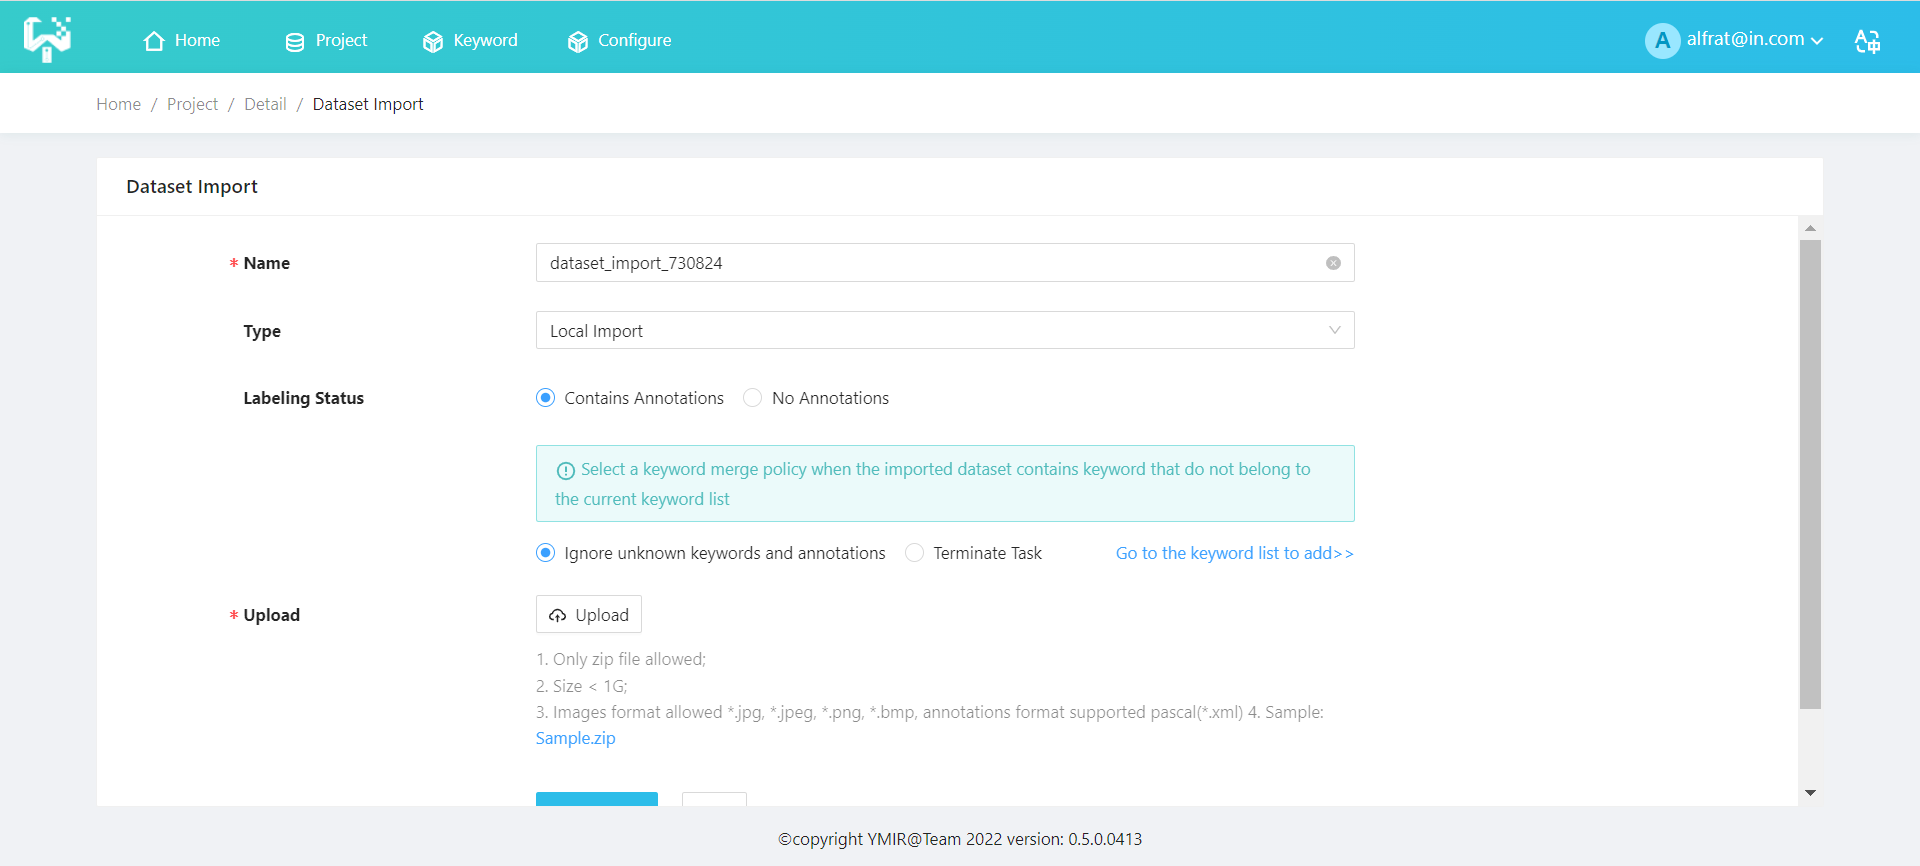 Home
Project
Keyword
Configure
A
alfrat@in.com
Home / Project / Detail / Dataset Import
Dataset Import
* Name
dataset_import_730824
Type
Local Import
Labeling Status
Contains Annotations
No Annotations
Select a keyword merge policy when the imported dataset contains keyword that do not belong to
the current keyword list
Ignore unknown keywords and annotations
Terminate Task
Go to the keyword list to add>>
* Upload
Upload
1. Only zip file allowed;
2. Size < 1G;
3. Images format allowed *.jpg, *.jpeg, *.png, *.bmp, annotations format supported pascal(*.xml) 4. Sample:
Sample.zip
©copyright YMIR@Team 2022 version: 0.5.0.0413